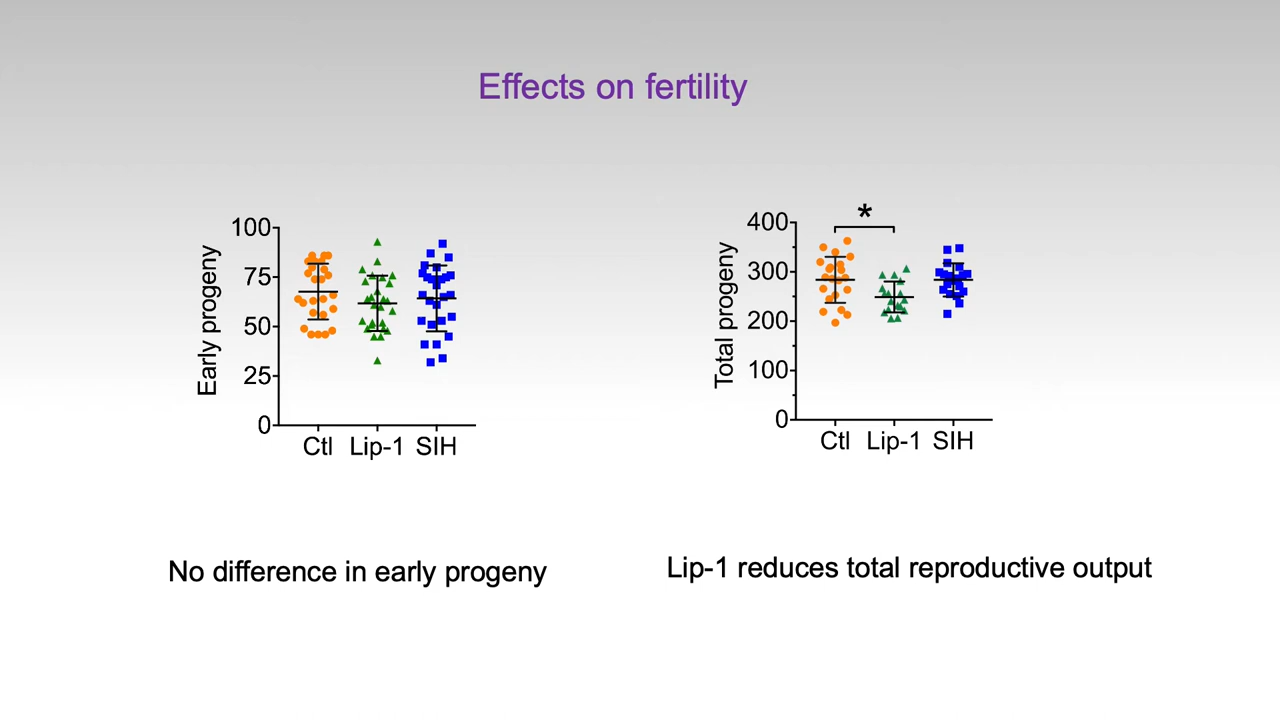 Effects on fertility
Early progeny
100
75
50
25
0
Ctl Lip-1 SIH
Total progeny
400
300
200
100
0
*
Ctl Lip-1 SIH
No difference in early progeny
Lip-1 reduces total reproductive output